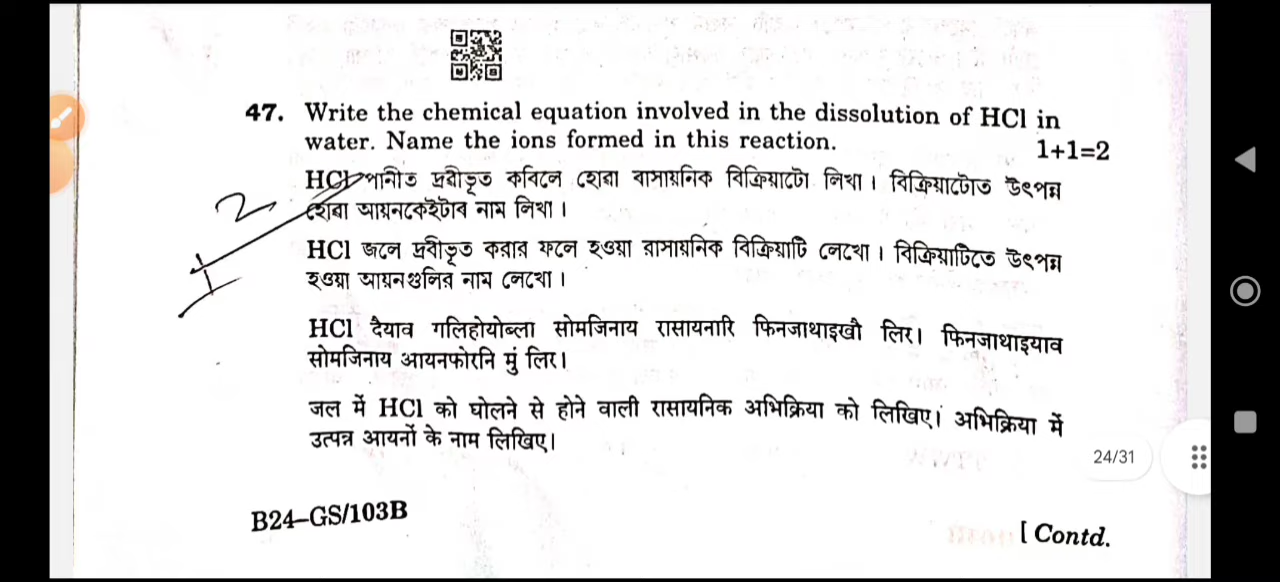 47. Write the chemical equation involved in the dissolution of HCl in
water. Name the ions formed in this reaction. 1+1=2
HCl পানীত দ্ৰৱীভূত কৰিলে হোৱা ৰাসায়নিক বিক্ৰিয়াটো লিখা। বিক্ৰিয়াটোত উৎপন্ন
হোৱা আয়নকেইটাৰ নাম লিখা।
2
HCl জলে দ্রবীভূত করার ফলে হওয়া রাসায়নিক বিক্রিয়াটি লেখো। বিক্রিয়াটিতে উৎপন্ন
হওয়া আয়নগুলির নাম লেখো।
HCl दैयाव गलिहोयोब्ला सोमजिनाय रासायनारि फिनजाथाइखौ लिर। फिनजाथाइयाव
सोमजिनाय आयनफोरनि मुं लिर।
जल में HCl को घोलने से होने वाली रासायनिक अभिक्रिया को लिखिए। अभिक्रिया में
उत्पन्न आयनों के नाम लिखिए।
24/31
B24–GS/103B
[ Contd.